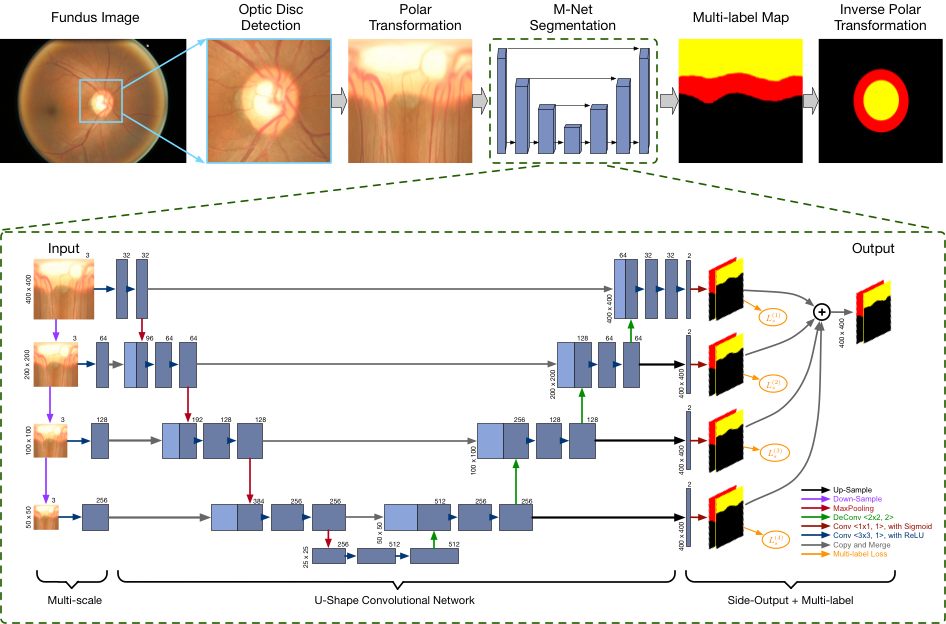 Fundus Image
Optic Disc
Detection
Polar
Transformation
M-Net
Segmentation
Multi-label Map
Inverse Polar
Transformation
Input
Output
3
32
32
64
32
32
2
400 x 400
400 x 400
400 x 400
L_s^(1)
3
64
96
64
64
128
64
64
2
200 x 200
200 x 200
400 x 400
L_s^(2)
3
128
192
128
128
256
128
128
2
100 x 100
100 x 100
400 x 400
L_s^(3)
3
256
384
256
256
512
256
256
2
50 x 50
50 x 50
400 x 400
L_s^(4)
256
512
512
25 x 25
+
Up-Sample
Down-Sample
MaxPooling
DeConv <2x2, 2>
Conv <1x1, 1>, with Sigmoid
Conv <3x3, 1>, with ReLU
Copy and Merge
Multi-label Loss
Multi-scale
U-Shape Convolutional Network
Side-Output + Multi-label
400 x 400